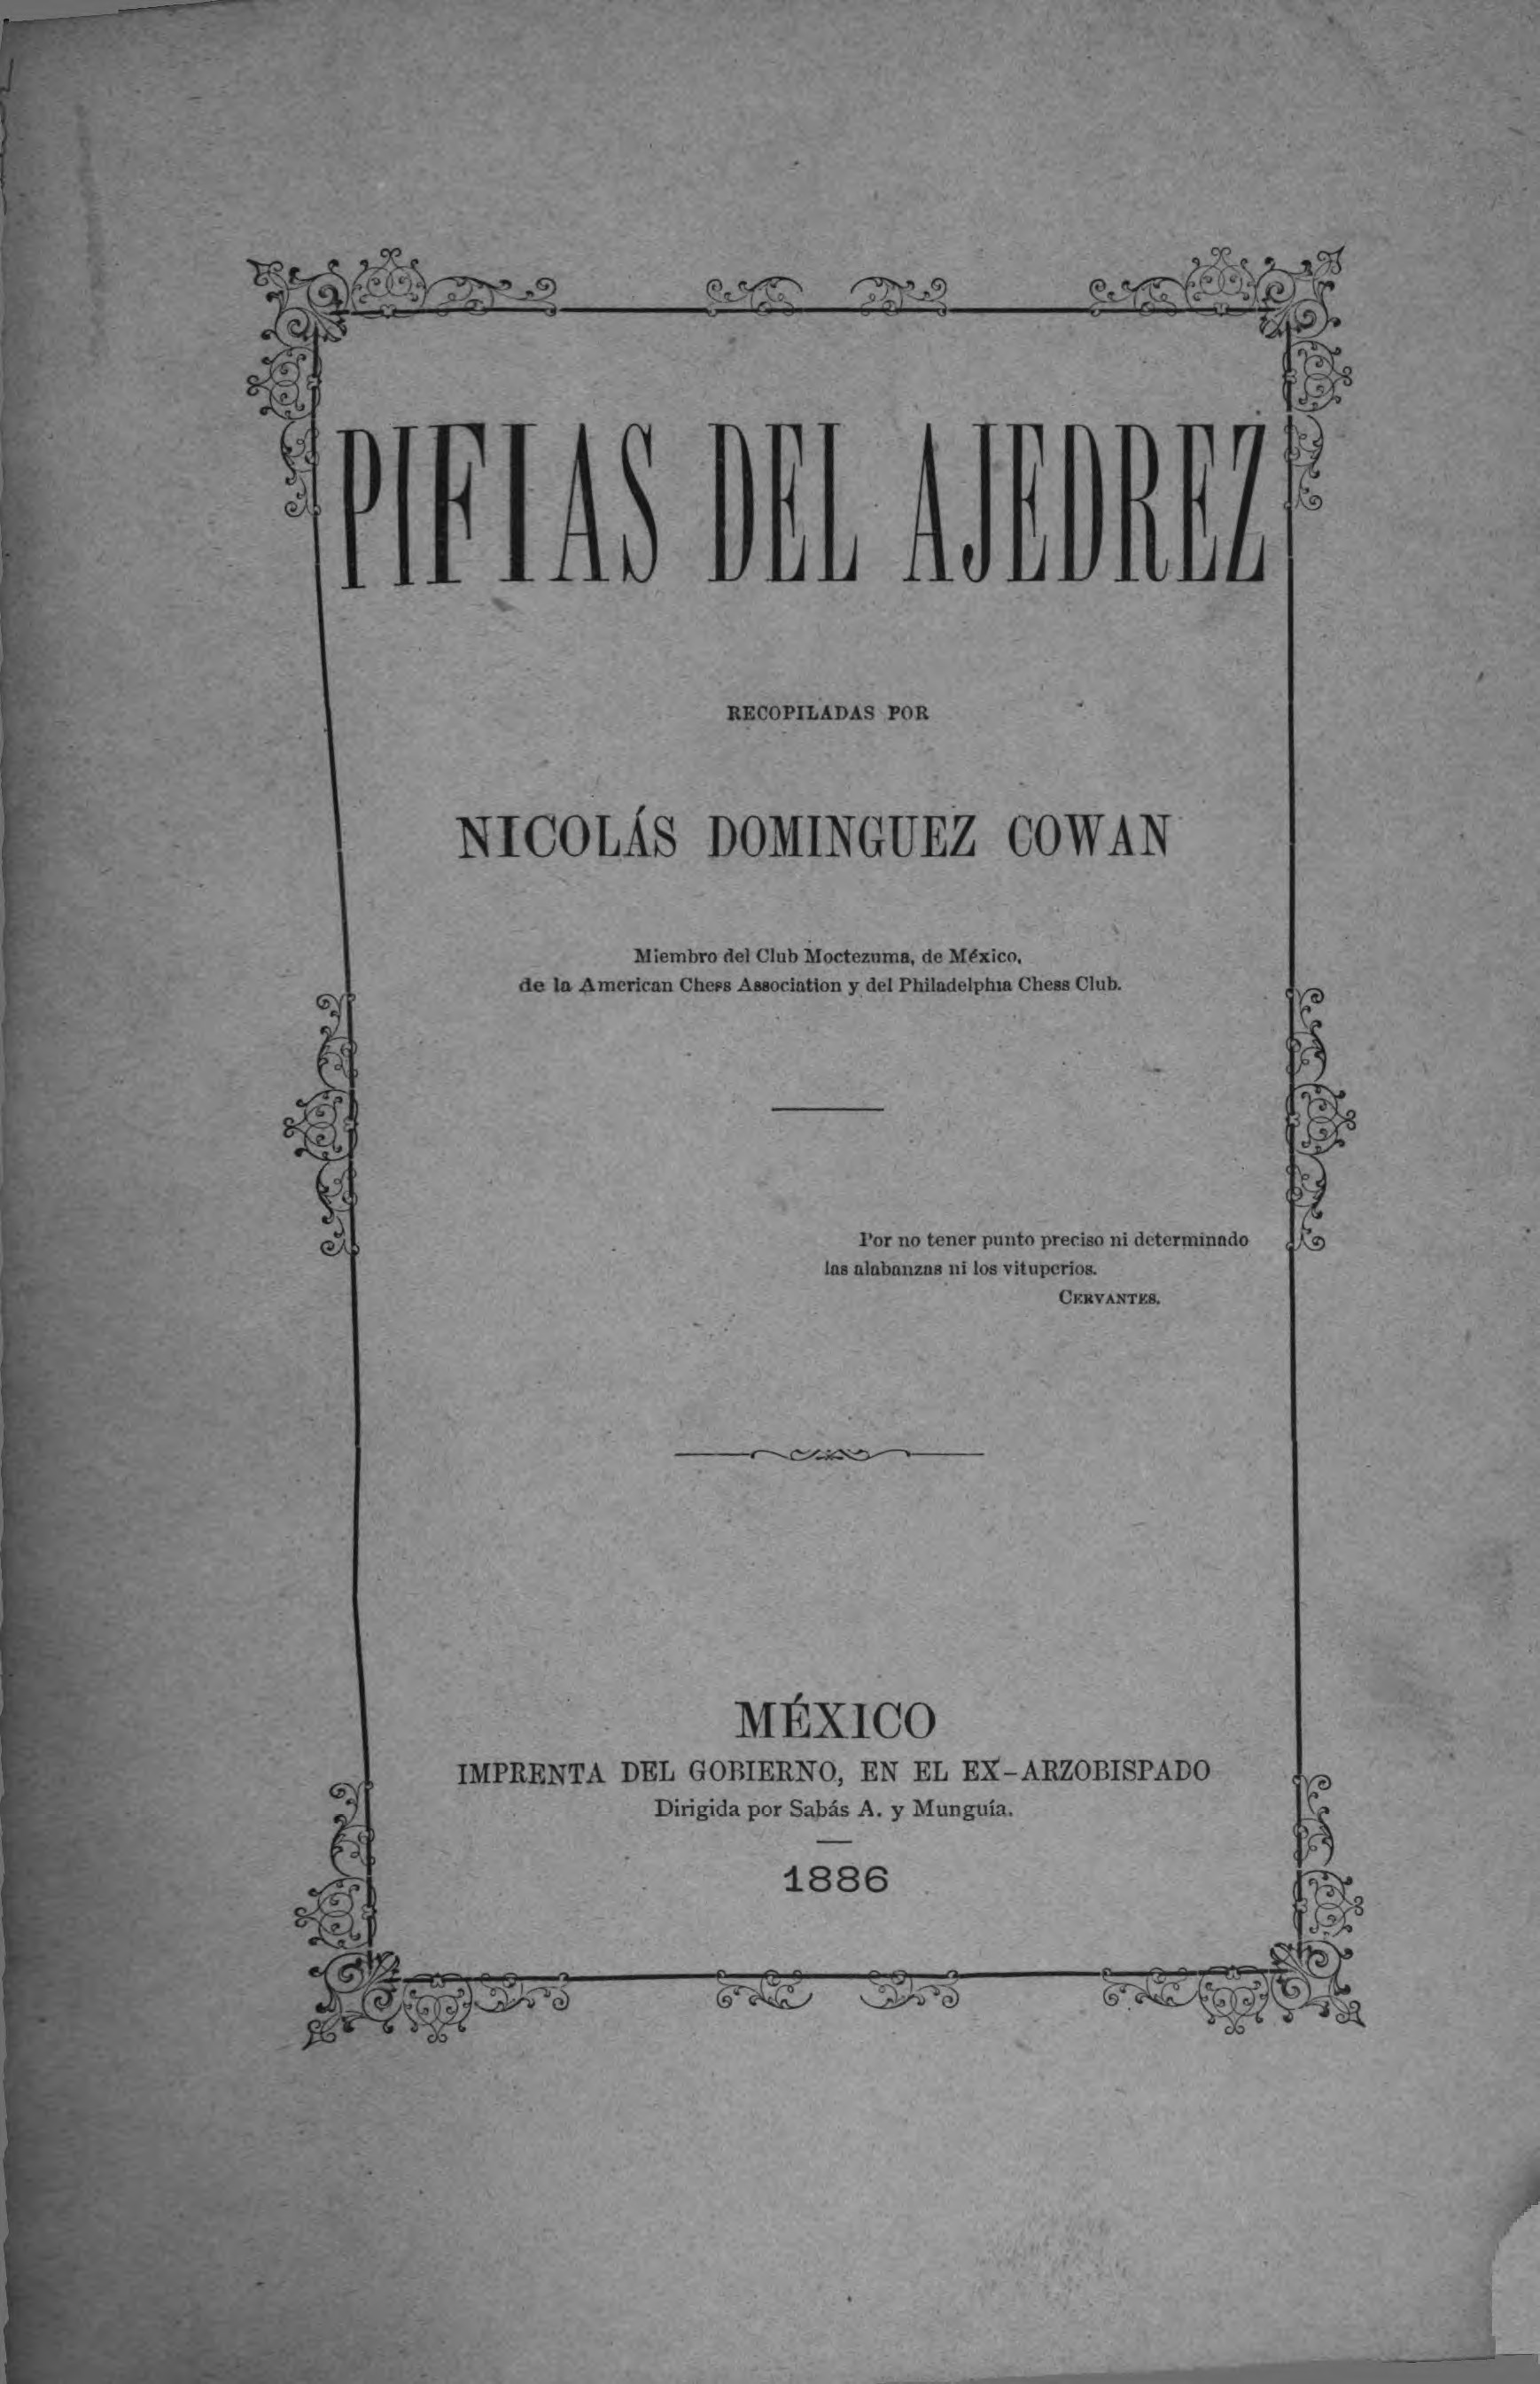 PIFIAS DEL AJEDREZ
RECOPILADAS POR
NICOLÁS DOMINGUEZ COWAN
Miembro del Club Moctezuma, de México,
de la American Chess Association y del Philadelphia Chess Club.
Por no tener punto preciso ni determinado
las alabanzas ni los vituperios.
CERVANTES.
MÉXICO
IMPRENTA DEL GOBIERNO, EN EL EX-ARZOBISPADO
Dirigida por Sabás A. y Munguía.
1886